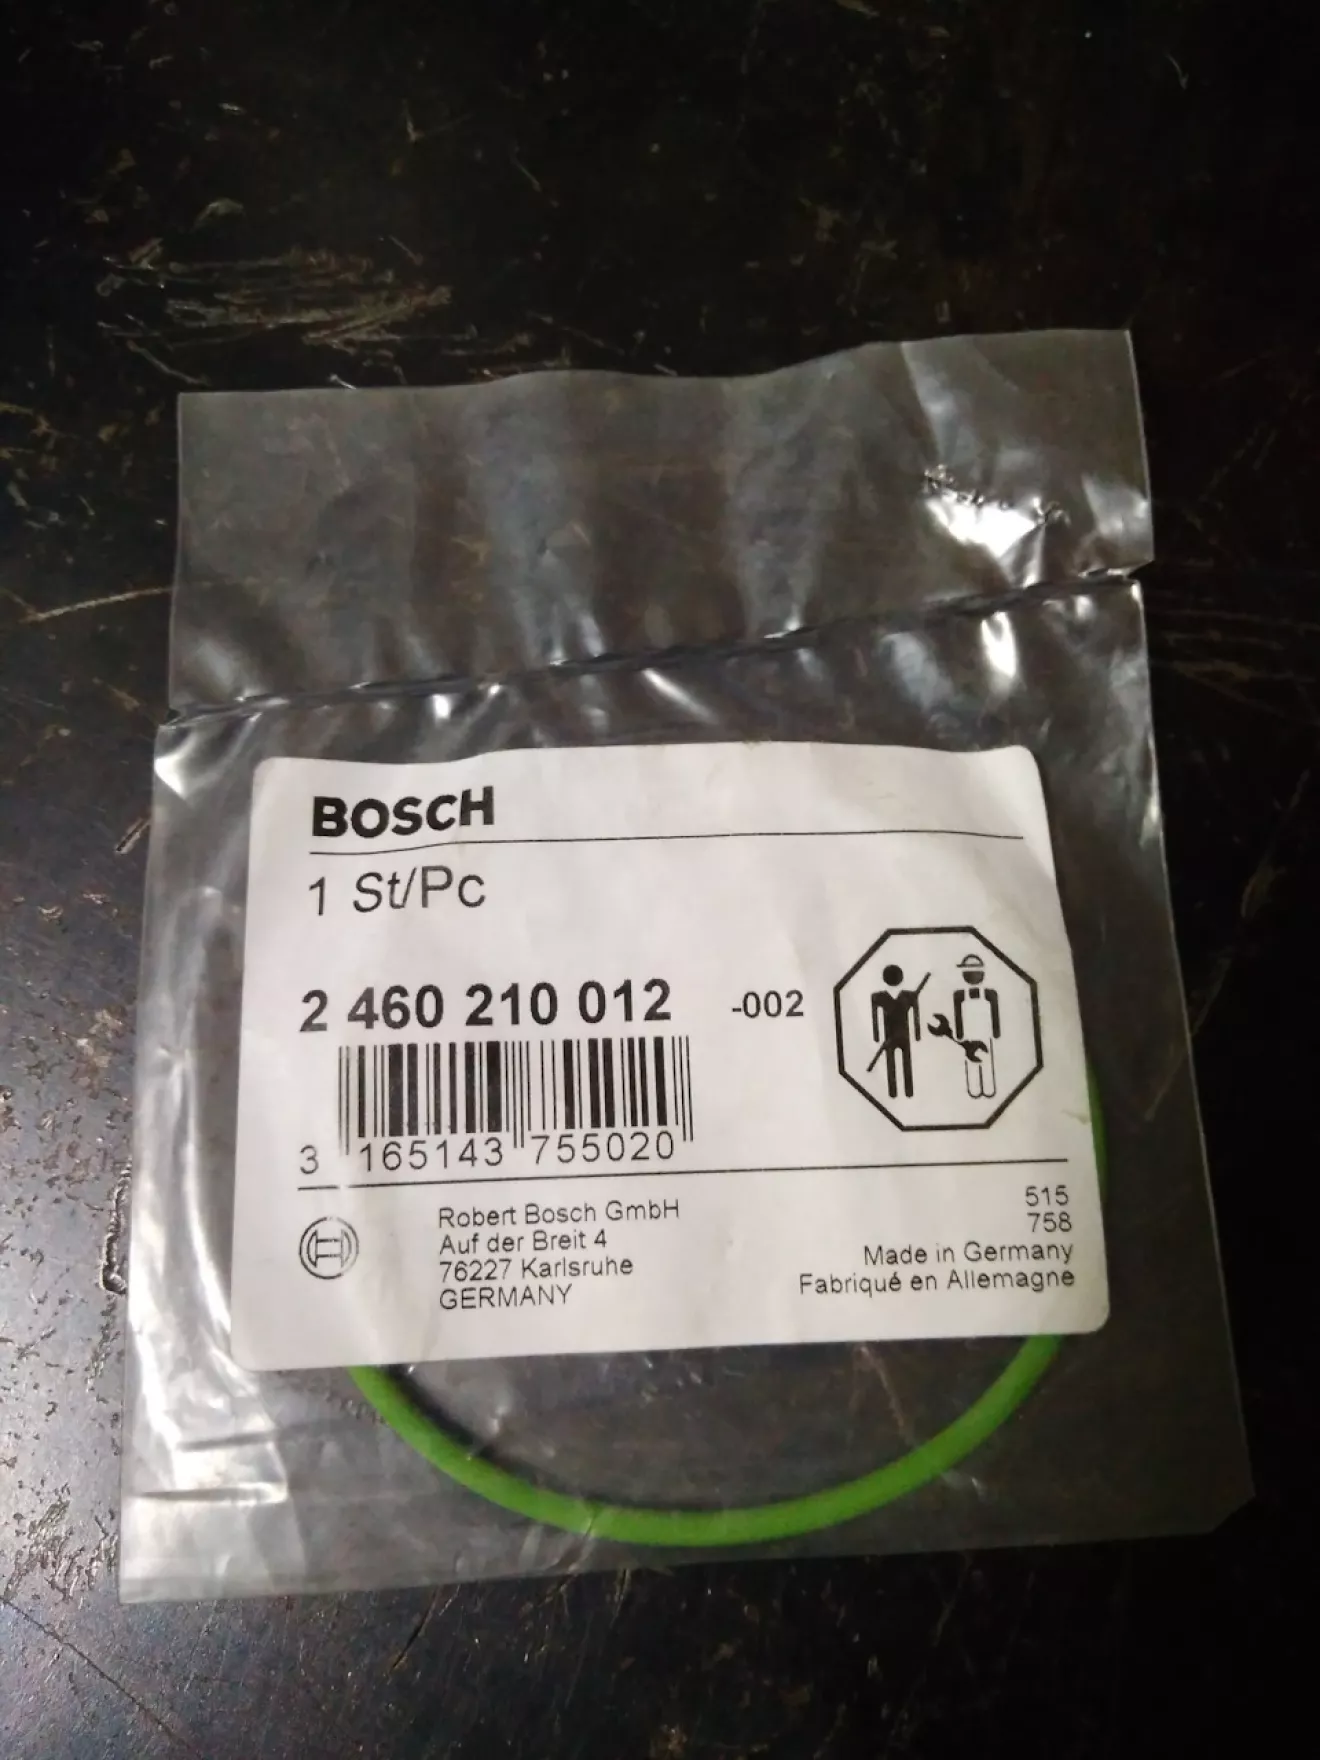 BOSCH
1 St/Pc
2 460 210 012 -002
3 165143 755020
Robert Bosch GmbH
Auf der Breit 4
76227 Karlsruhe
GERMANY
515
758
Made in Germany
Fabriqué en Allemagne